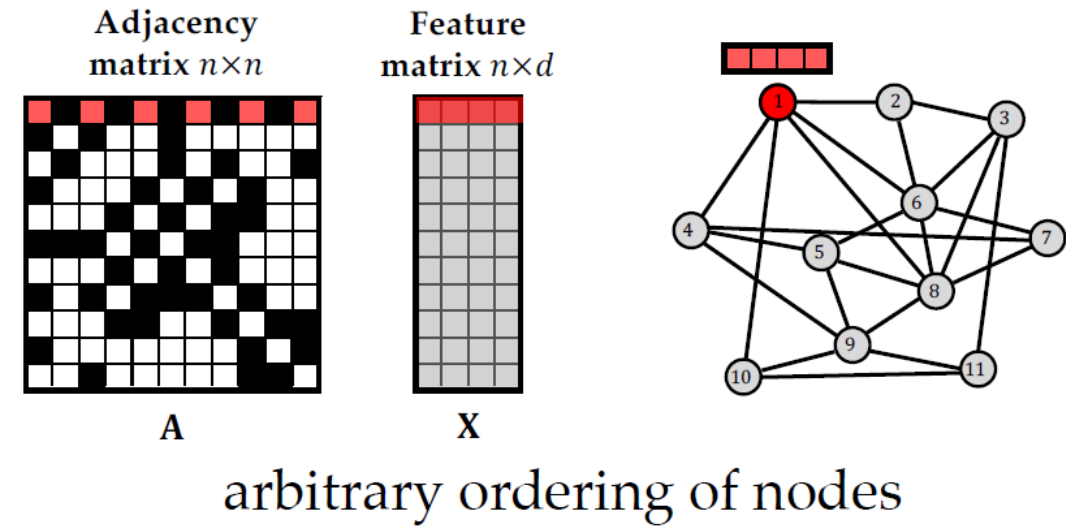 Adjacency
matrix n×n
Feature
matrix n×d
1
2
3
4
5
6
7
8
9
10
11
A
X
arbitrary ordering of nodes